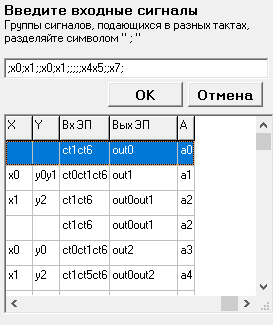 Введите входные сигналы
Группы сигналов, подающихся в разных тактах,
разделяйте символом " ; "
;x0;x1;;x0;x1;;;;;x4x5;;x7;
OK Отмена
X Y Вх ЭП Вых ЭП A
ct1ct6 out0 a0
x0 y0y1 ct0ct1ct6 out1 a1
x1 y2 ct1ct6 out0out1 a2
ct1ct6 out0out1 a2
x0 y0 ct0ct1ct6 out2 a3
x1 y2 ct1ct5ct6 out0out2 a4